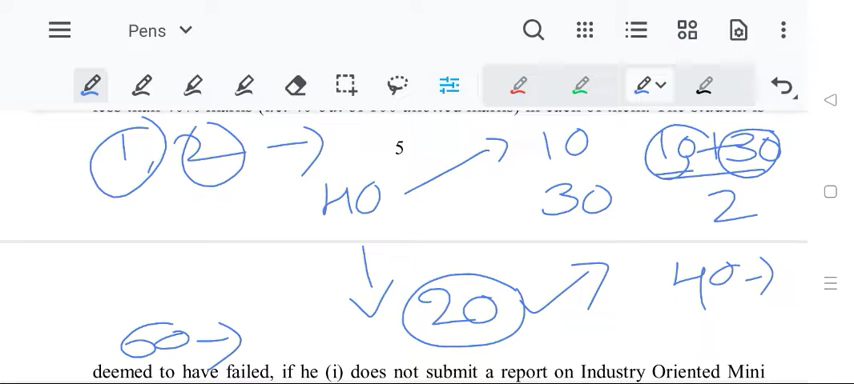 Pens
5
1, 2 → 10 10+30
40 30 2
20 40→
60→
deemed to have failed, if he (i) does not submit a report on Industry Oriented Mini